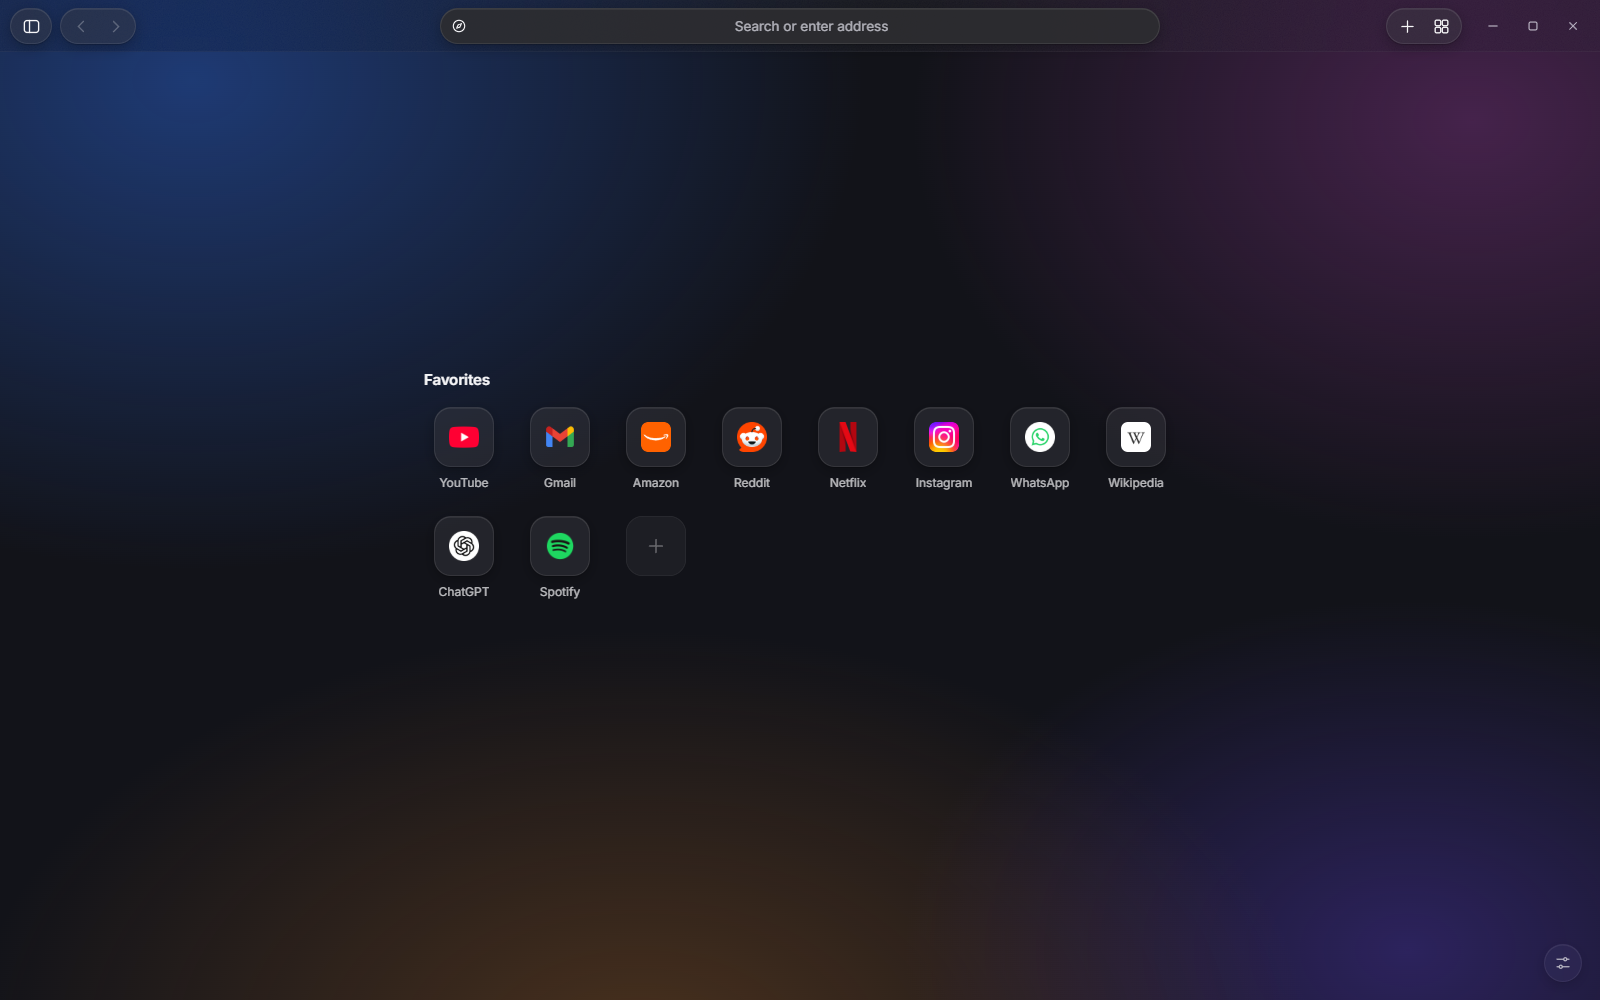 Search or enter address
Favorites
YouTube
Gmail
Amazon
Reddit
Netflix
Instagram
WhatsApp
Wikipedia
ChatGPT
Spotify